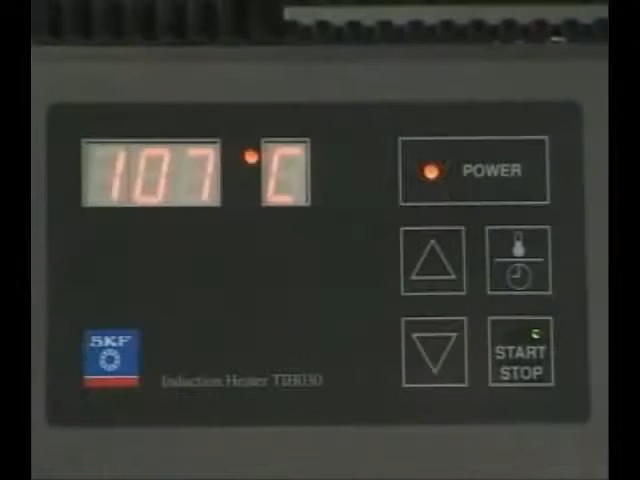 107 °C
POWER
SKF
START
STOP
Induction Heater TIH030